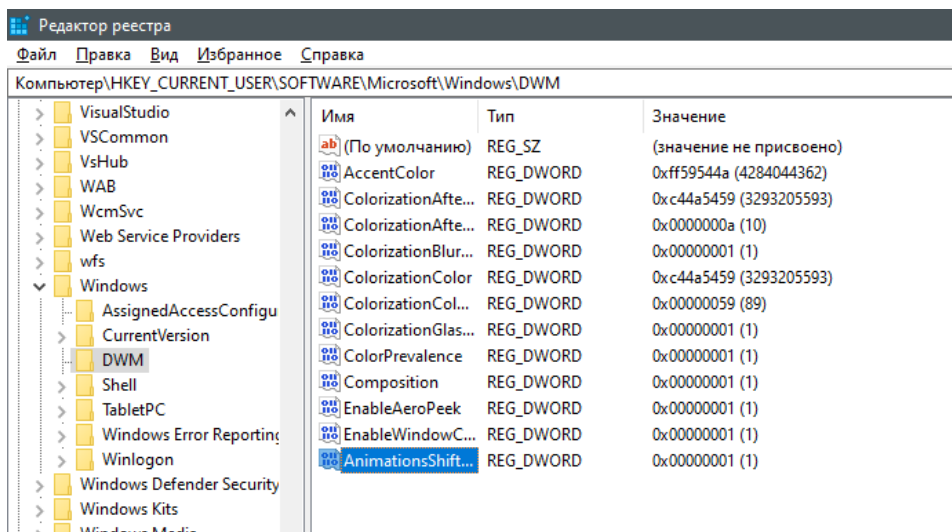 Редактор реестра
Файл Правка Вид Избранное Справка
Компьютер\HKEY_CURRENT_USER\SOFTWARE\Microsoft\Windows\DWM
VisualStudio
VSCommon
VsHub
WAB
WcmSvc
Web Service Providers
wfs
Windows
AssignedAccessConfigu
CurrentVersion
DWM
Shell
TabletPC
Windows Error Reporting
Winlogon
Windows Defender Security
Windows Kits
Windows Media
Имя Тип Значение
(По умолчанию) REG_SZ (значение не присвоено)
AccentColor REG_DWORD 0xff59544a (4284044362)
ColorizationAfte... REG_DWORD 0xc44a5459 (3293205593)
ColorizationAfte... REG_DWORD 0x0000000a (10)
ColorizationBlur... REG_DWORD 0x00000001 (1)
ColorizationColor REG_DWORD 0xc44a5459 (3293205593)
ColorizationCol... REG_DWORD 0x00000059 (89)
ColorizationGlas... REG_DWORD 0x00000001 (1)
ColorPrevalence REG_DWORD 0x00000001 (1)
Composition REG_DWORD 0x00000001 (1)
EnableAeroPeek REG_DWORD 0x00000001 (1)
EnableWindowC... REG_DWORD 0x00000001 (1)
AnimationsShift... REG_DWORD 0x00000001 (1)